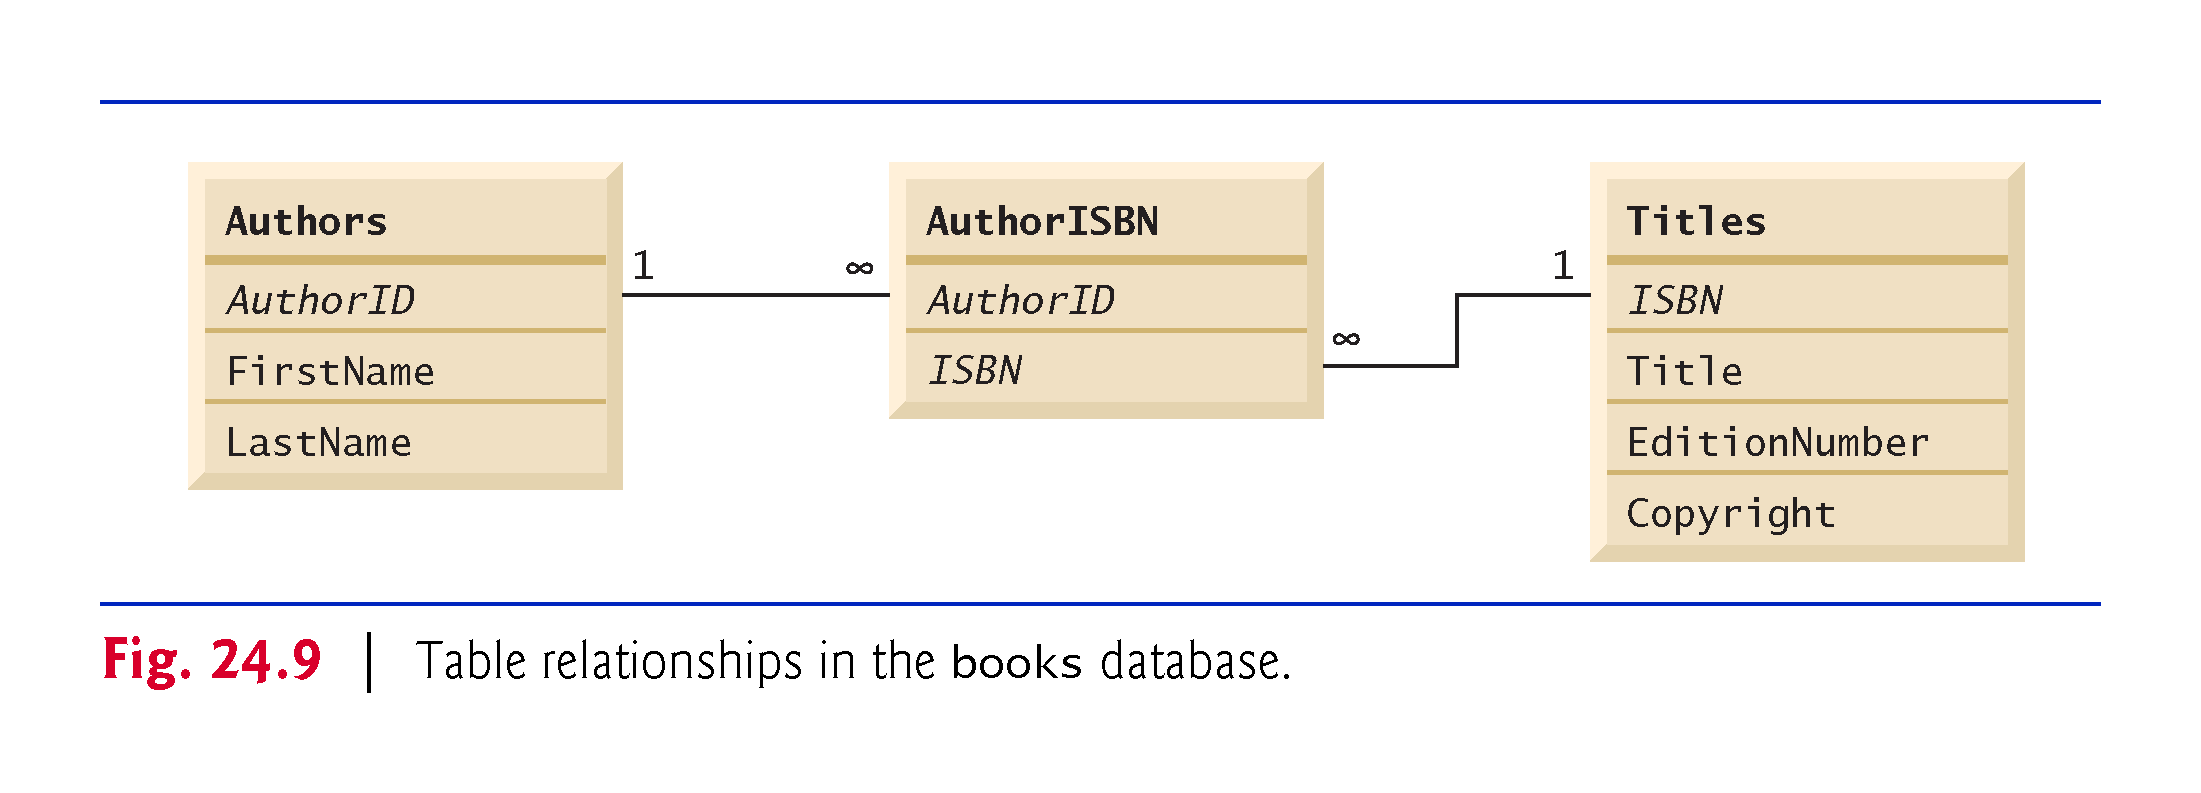 Authors
AuthorID
FirstName
LastName
1
∞
AuthorISBN
AuthorID
ISBN
∞
1
Titles
ISBN
Title
EditionNumber
Copyright
Fig. 24.9 | Table relationships in the books database.